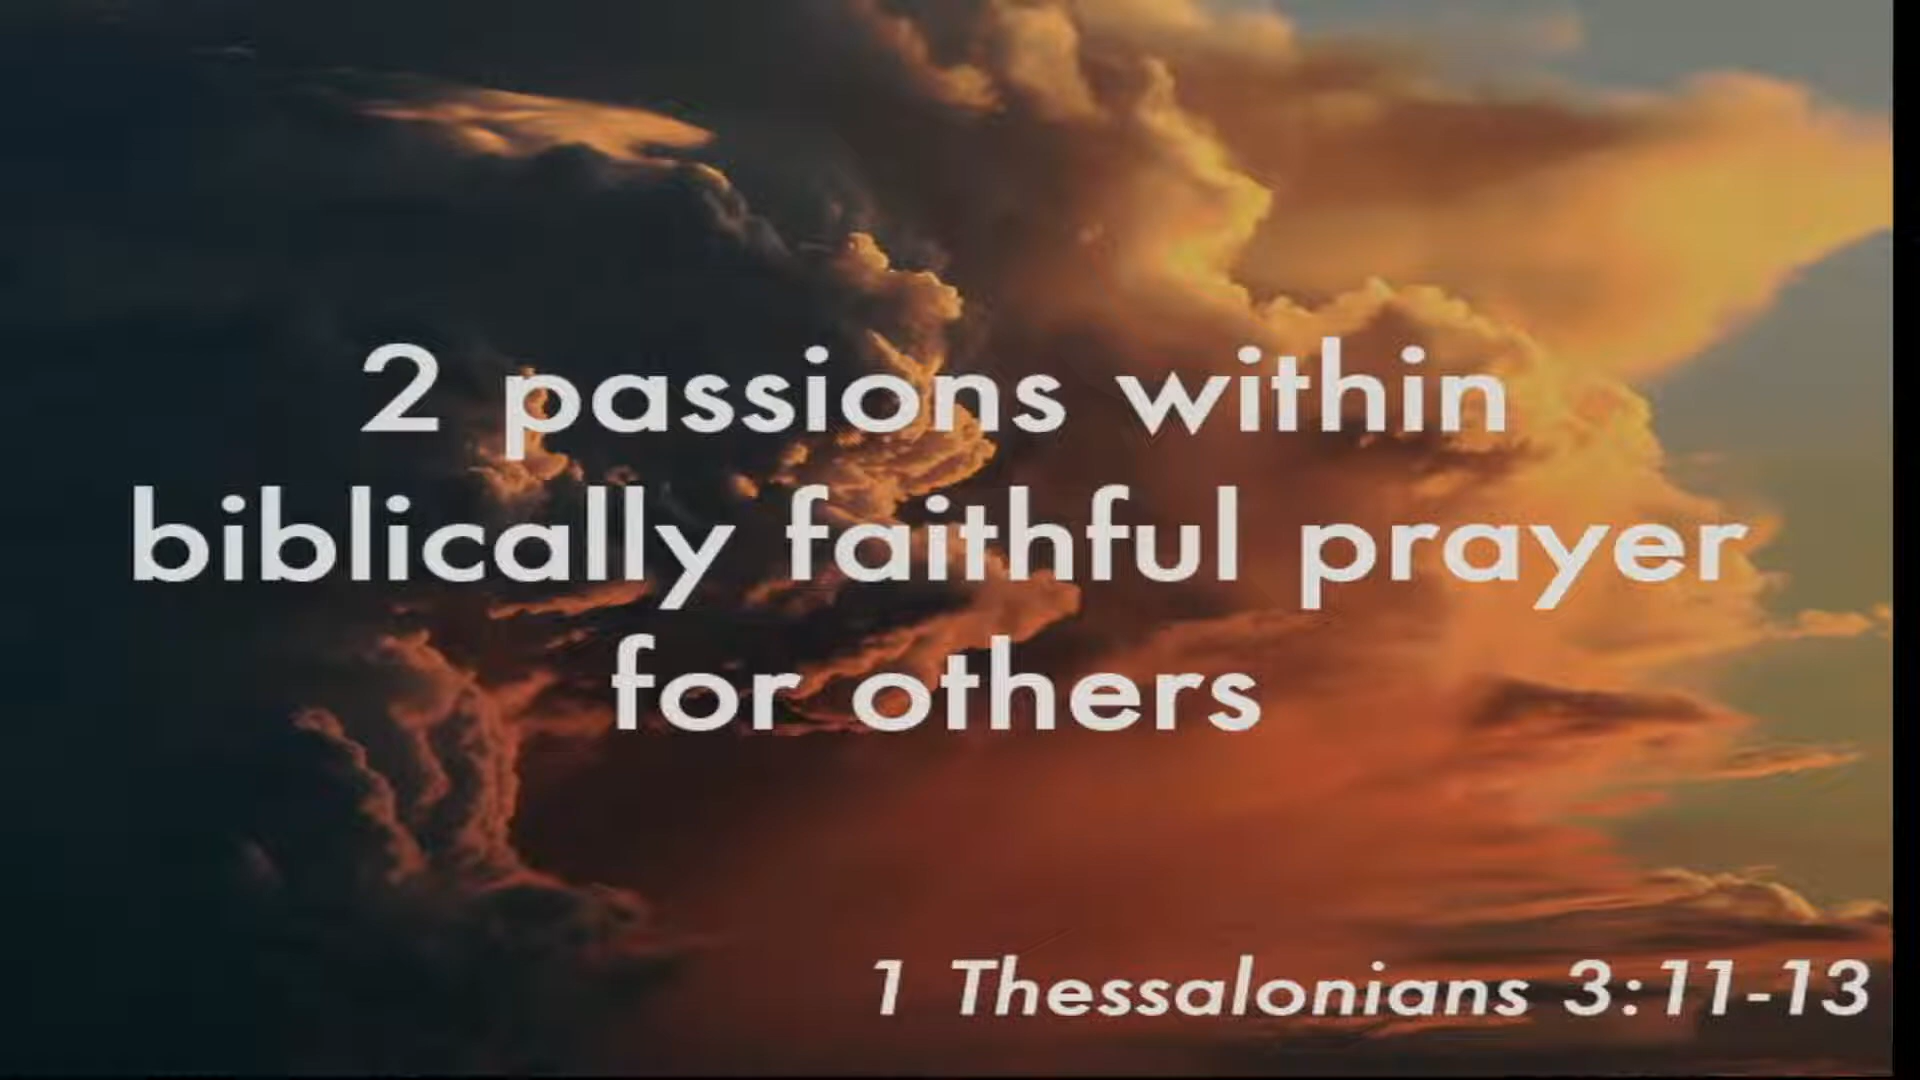 2 passions within
biblically faithful prayer
for others
1 Thessalonians 3:11-13